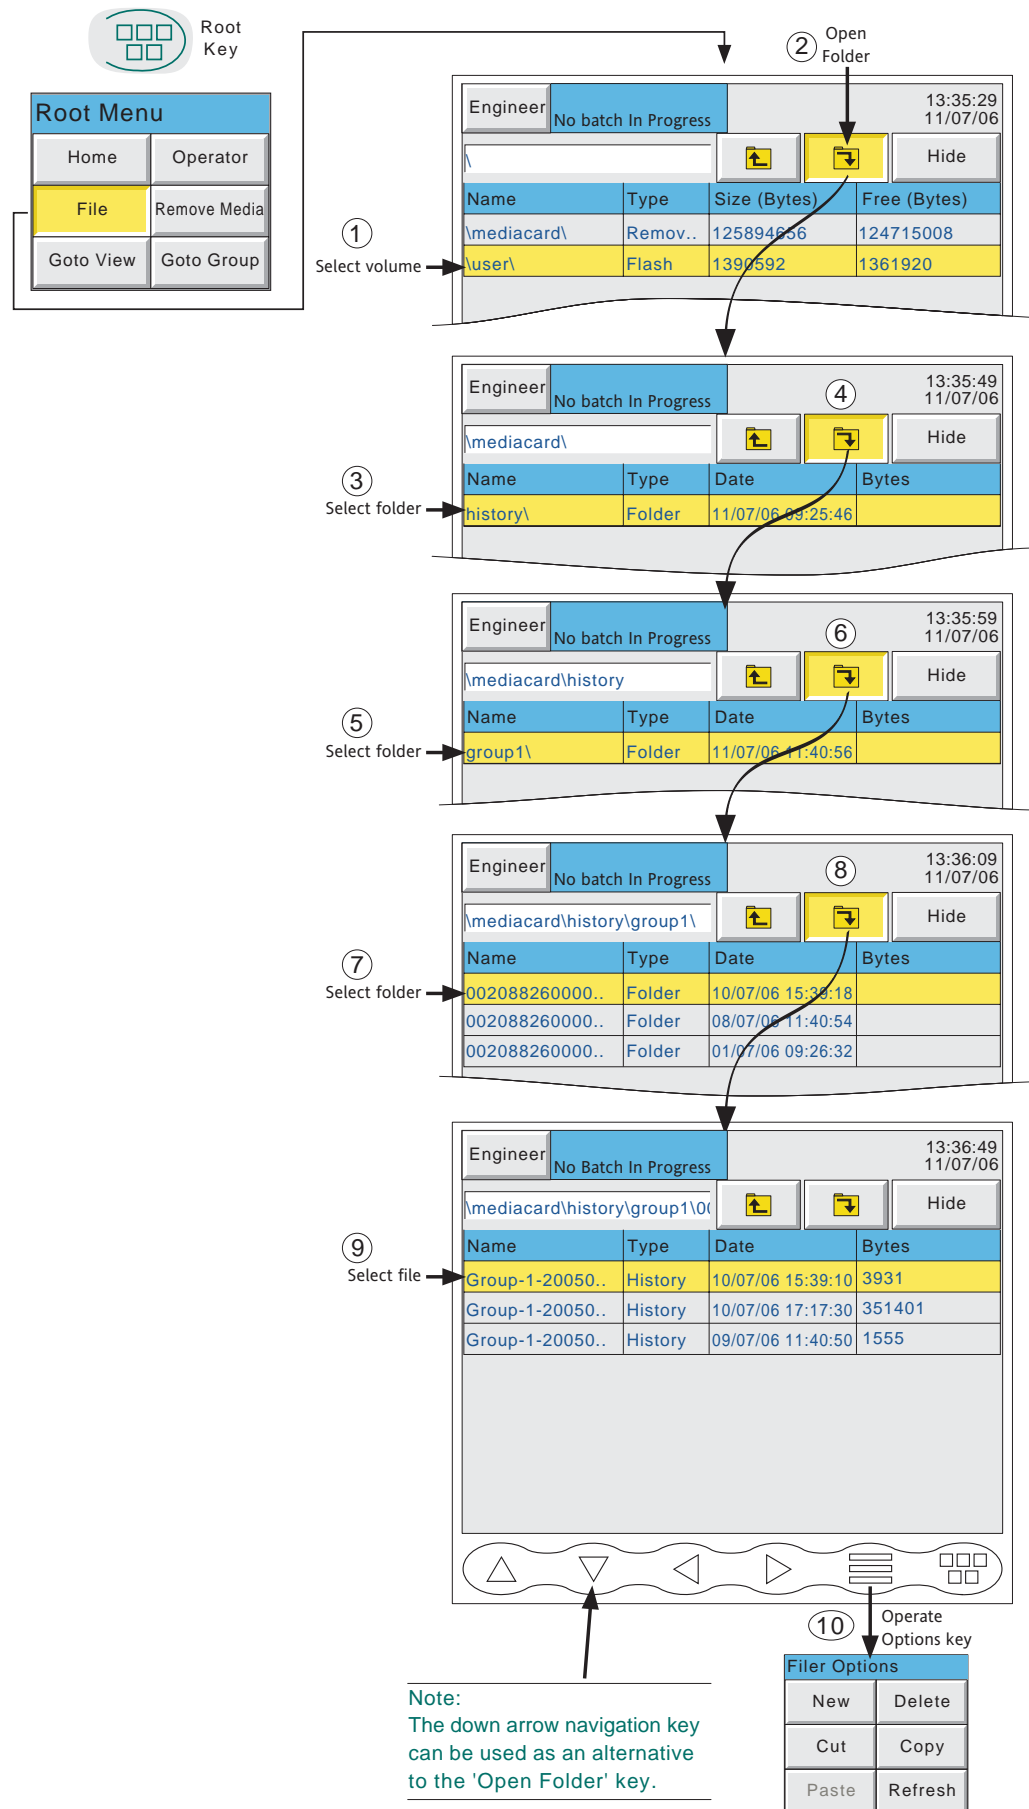 Root
Key
Root Menu
Home Operator
File Remove Media
Goto View Goto Group
2 Open
Folder
Engineer No batch In Progress 13:35:29
11/07/06
\ Hide
Name Type Size (Bytes) Free (Bytes)
\mediacard\ Remov.. 125894656 124715008
1
Select volume
\user\ Flash 1390592 1361920
Engineer No batch In Progress 4 13:35:49
11/07/06
\mediacard\ Hide
Name Type Date Bytes
3
Select folder
history\ Folder 11/07/06 09:25:46
Engineer No batch In Progress 6 13:35:59
11/07/06
\mediacard\history Hide
Name Type Date Bytes
5
Select folder
group1\ Folder 11/07/06 11:40:56
Engineer No batch In Progress 8 13:36:09
11/07/06
\mediacard\history\group1\ Hide
Name Type Date Bytes
7
Select folder
002088260000.. Folder 10/07/06 15:39:18
002088260000.. Folder 08/07/06 11:40:54
002088260000.. Folder 01/07/06 09:26:32
Engineer No Batch In Progress 13:36:49
11/07/06
\mediacard\history\group1\00 Hide
Name Type Date Bytes
9
Select file
Group-1-20050.. History 10/07/06 15:39:10 3931
Group-1-20050.. History 10/07/06 17:17:30 351401
Group-1-20050.. History 09/07/06 11:40:50 1555
10 Operate
Options key
Filer Options
New Delete
Cut Copy
Paste Refresh
Note:
The down arrow navigation key
can be used as an alternative
to the 'Open Folder' key.